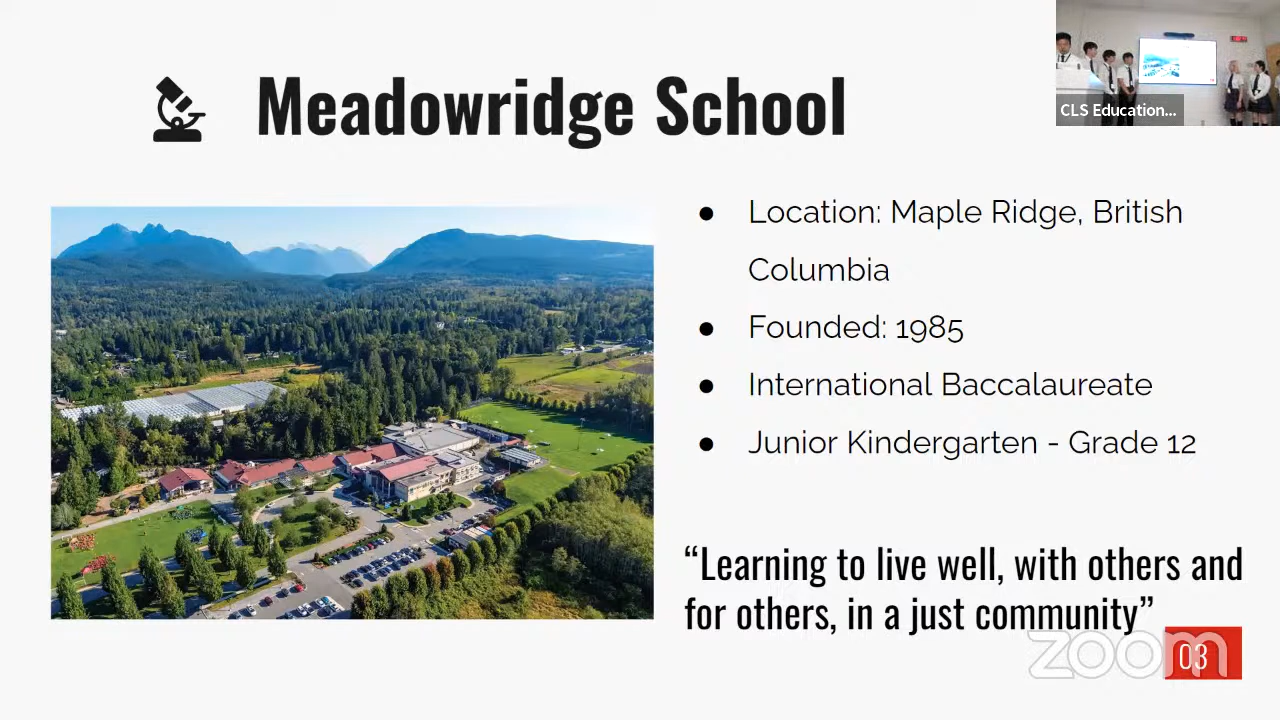 Meadowridge School
CLS Education...
Location: Maple Ridge, British
Columbia
Founded: 1985
International Baccalaureate
Junior Kindergarten - Grade 12
“Learning to live well, with others and
for others, in a just community”
zoom
03